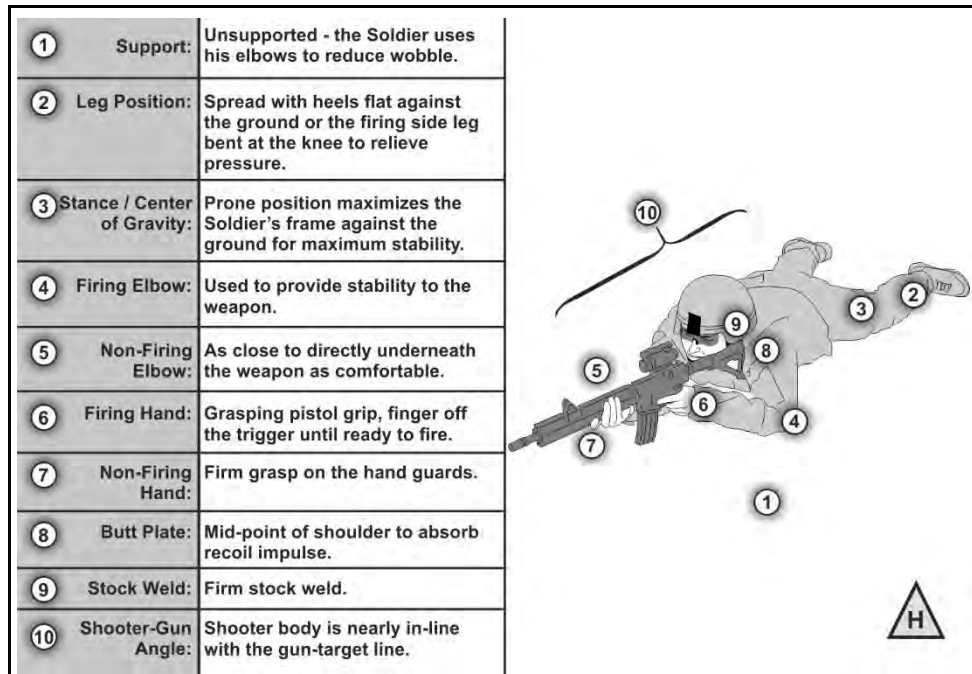 1 Support: Unsupported - the Soldier uses
his elbows to reduce wobble.
2 Leg Position: Spread with heels flat against
the ground or the firing side leg
bent at the knee to relieve
pressure.
3 Stance / Center
of Gravity:
Prone position maximizes the
Soldier's frame against the
ground for maximum stability.
4 Firing Elbow: Used to provide stability to the
weapon.
5 Non-Firing
Elbow:
As close to directly underneath
the weapon as comfortable.
6 Firing Hand: Grasping pistol grip, finger off
the trigger until ready to fire.
7 Non-Firing
Hand:
Firm grasp on the hand guards.
8 Butt Plate: Mid-point of shoulder to absorb
recoil impulse.
9 Stock Weld: Firm stock weld.
10 Shooter-Gun
Angle:
Shooter body is nearly in-line
with the gun-target line.
10
2
3
9
8
5
6
4
7
1
H